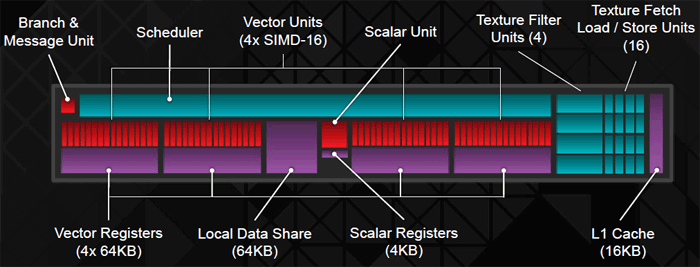 Branch &
Message Unit
Scheduler
Vector Units
(4x SIMD-16)
Scalar Unit
Texture Filter
Units (4)
Texture Fetch
Load / Store Units
(16)
Vector Registers
(4x 64KB)
Local Data Share
(64KB)
Scalar Registers
(4KB)
L1 Cache
(16KB)